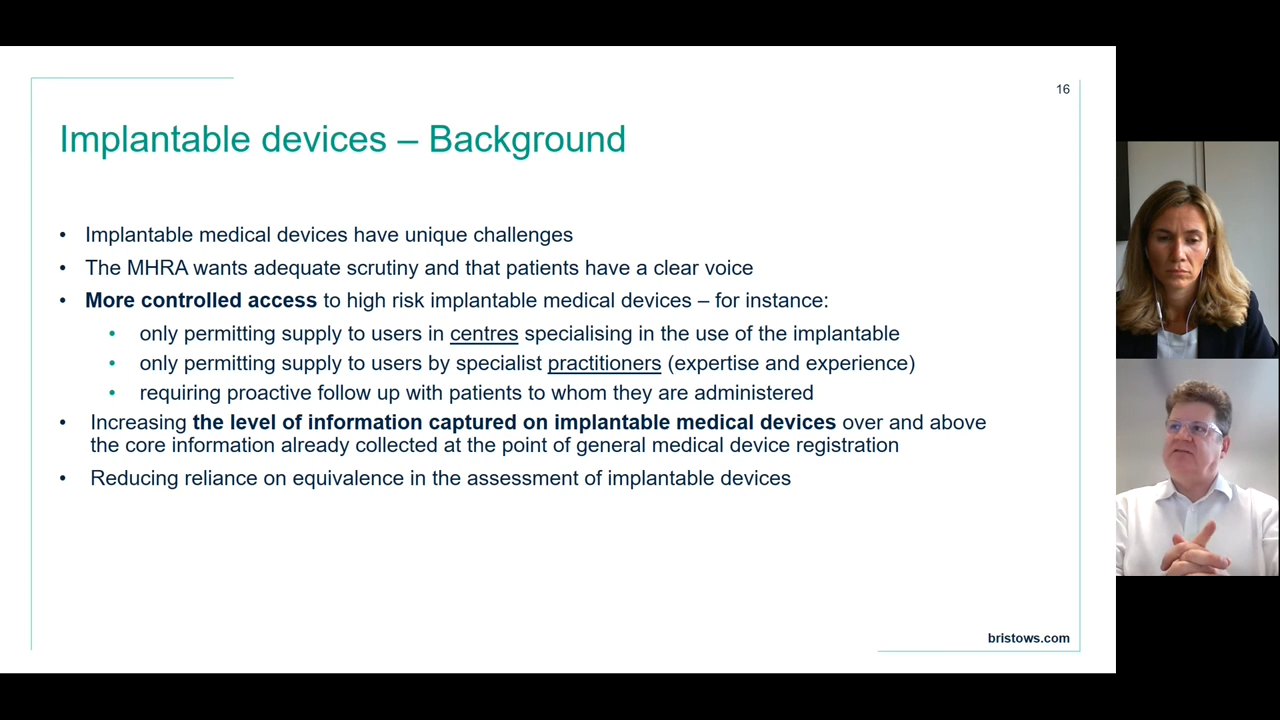 16
Implantable devices – Background
• Implantable medical devices have unique challenges
• The MHRA wants adequate scrutiny and that patients have a clear voice
• More controlled access to high risk implantable medical devices – for instance:
• only permitting supply to users in centres specialising in the use of the implantable
• only permitting supply to users by specialist practitioners (expertise and experience)
• requiring proactive follow up with patients to whom they are administered
• Increasing the level of information captured on implantable medical devices over and above
the core information already collected at the point of general medical device registration
• Reducing reliance on equivalence in the assessment of implantable devices
bristows.com